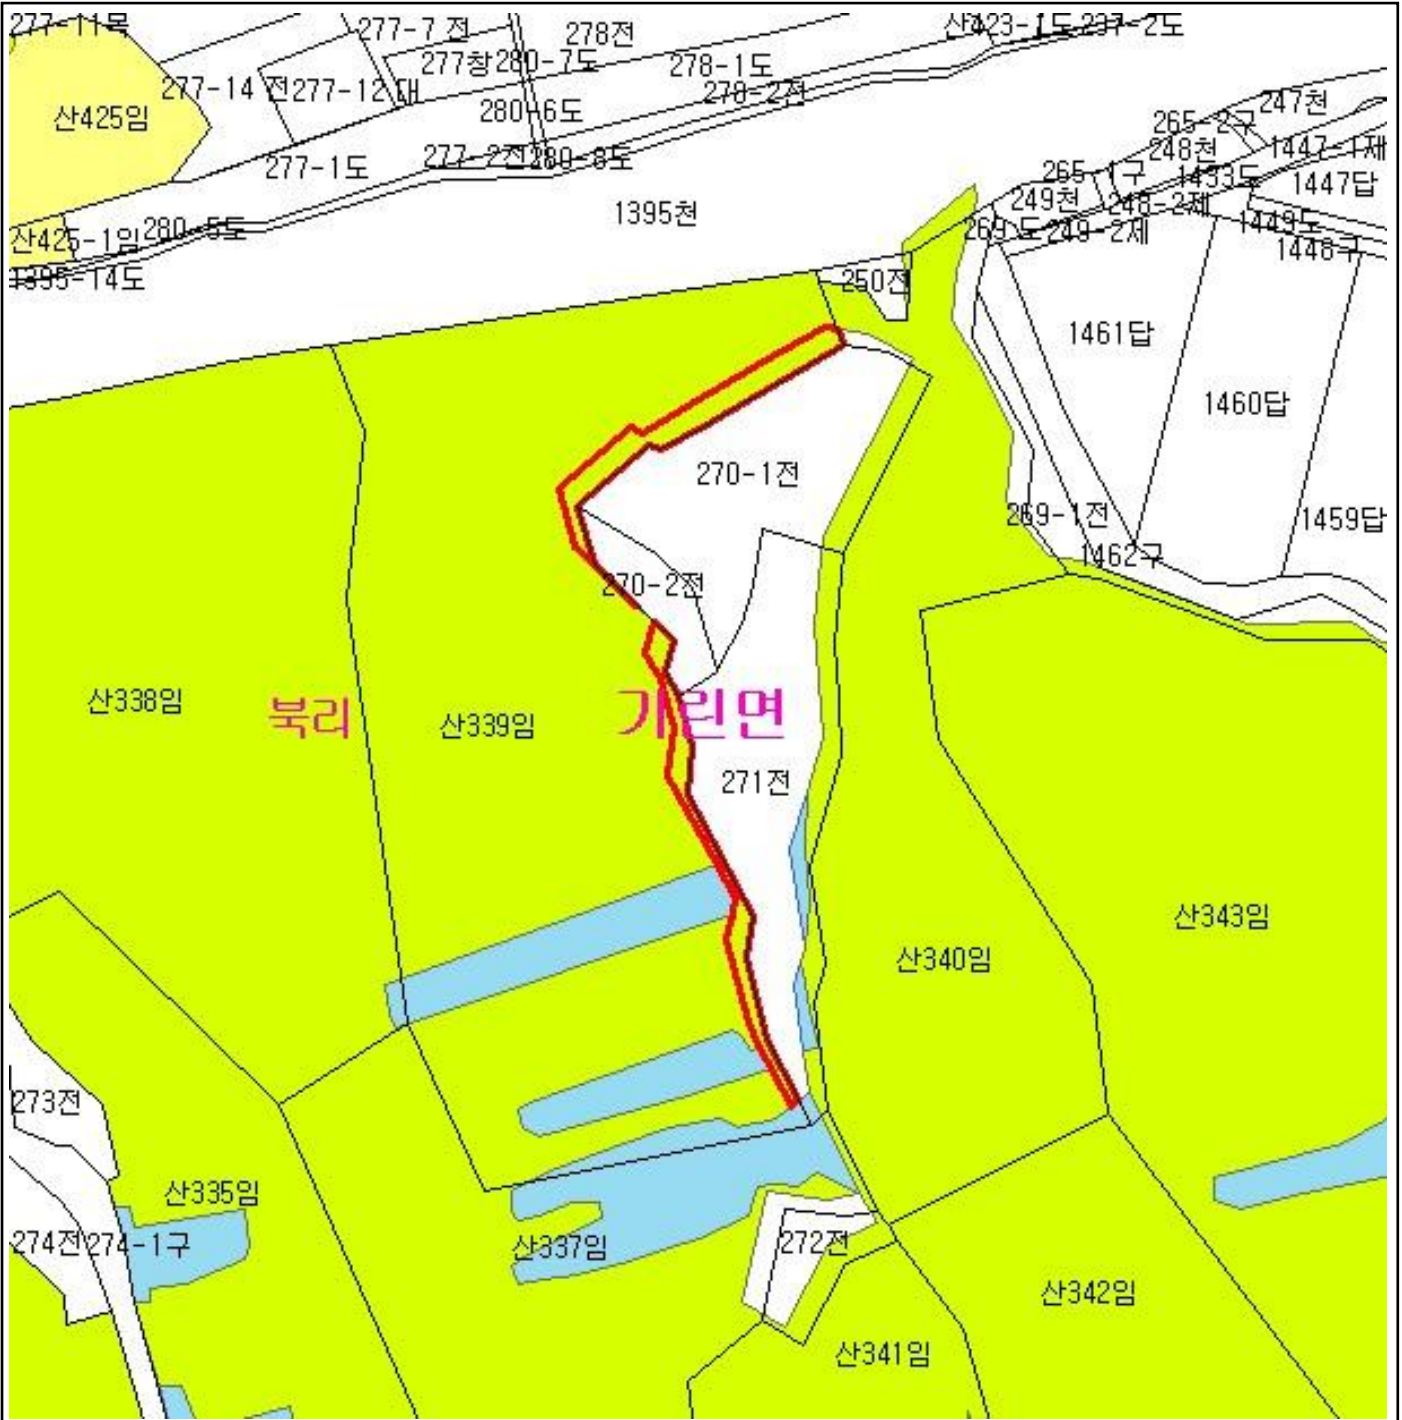 277-11목
277-7 전
278전
산423-1도
237-2도
277창
280-7도
278-1도
277-14 전
277-12 대
278-2전
247천
산425임
280-6도
265-2구
277-1도
277-2전
280-8도
248천
1447-1제
265-1구
1433도
1447답
249천
248-2제
1395천
산425-1임
280-5도
269 도
249-2제
1449도
1448구
1395-14도
250전
1461답
1460답
270-1전
269-1전
1459답
1462구
270-2전
산338임
북리
산339임
기린면
271전
산343임
산340임
273전
산335임
274전
274-1구
산337임
272전
산342임
산341임